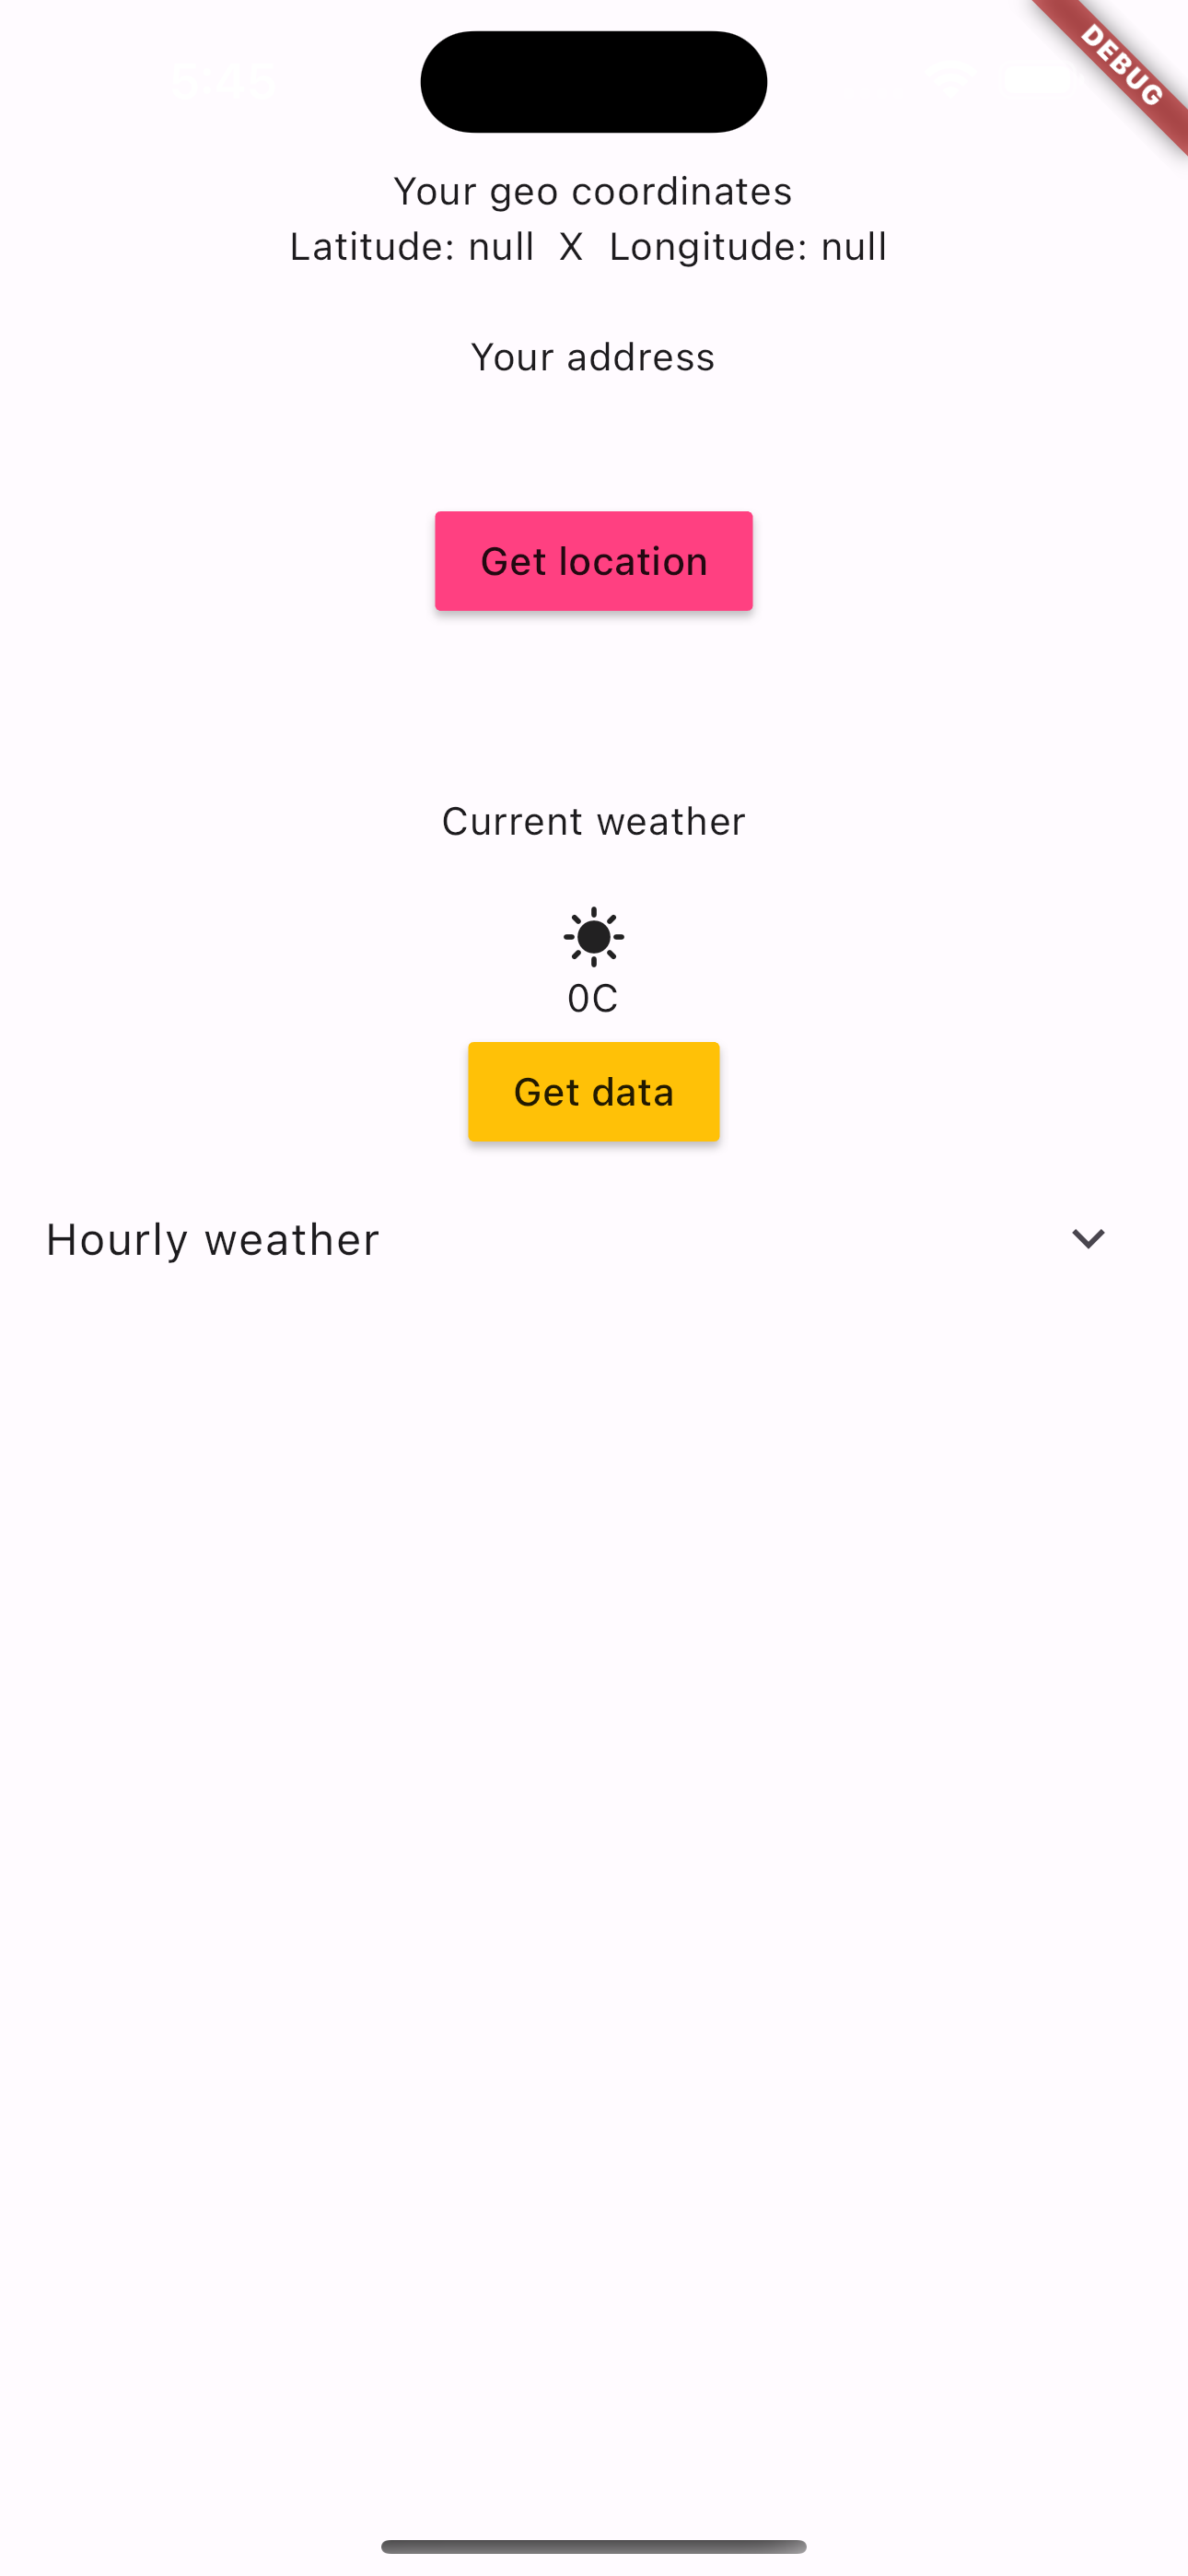 DEBUG
Your geo coordinates
Latitude: null X Longitude: null
Your address
Get location
Current weather
0C
Get data
Hourly weather